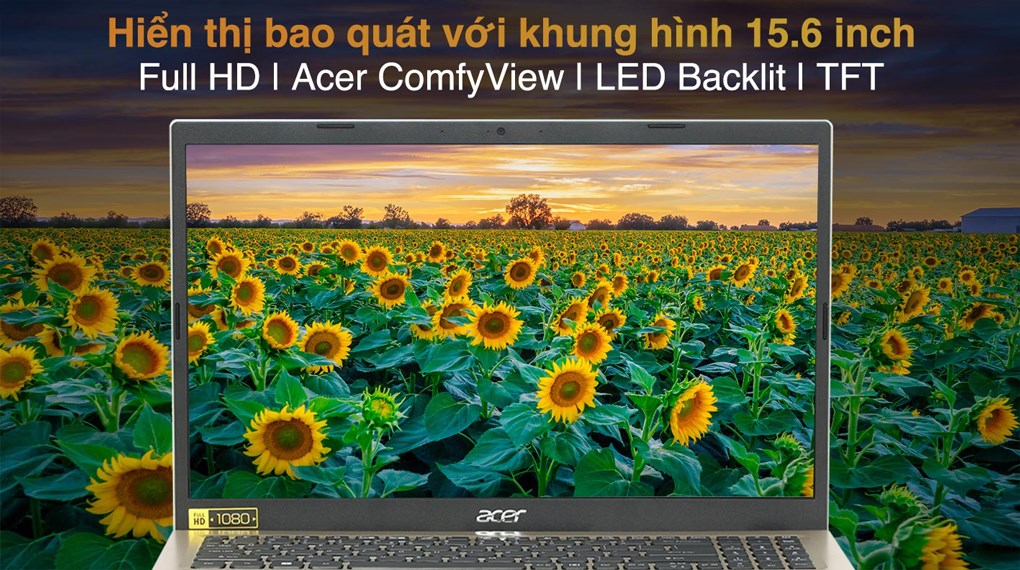 Hiển thị bao quát với khung hình 15.6 inch
Full HD | Acer ComfyView | LED Backlit | TFT
FULL HD 1080
acer